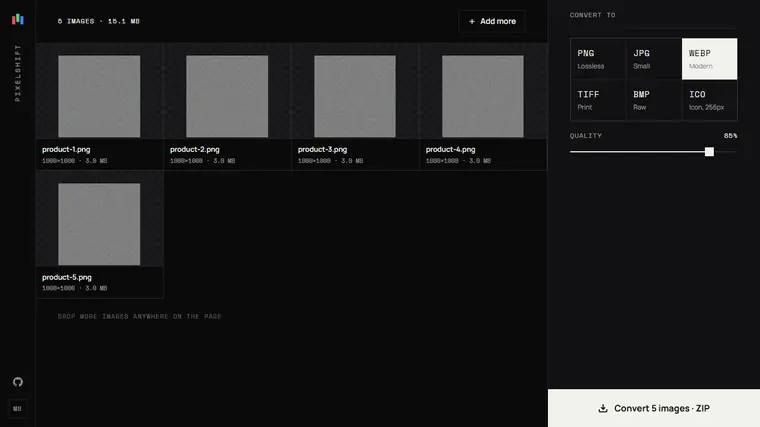 PIXELSHIFT
5 IMAGES · 15.1 MB
+ Add more
product-1.png
1000×1000 · 3.0 MB
product-2.png
1000×1000 · 3.0 MB
product-3.png
1000×1000 · 3.0 MB
product-4.png
1000×1000 · 3.0 MB
product-5.png
1000×1000 · 3.0 MB
DROP MORE IMAGES ANYWHERE ON THE PAGE
MB
CONVERT TO
PNG
Lossless
JPG
Small
WEBP
Modern
TIFF
Print
BMP
Raw
ICO
Icon, 256px
QUALITY
85%
Convert 5 images · ZIP